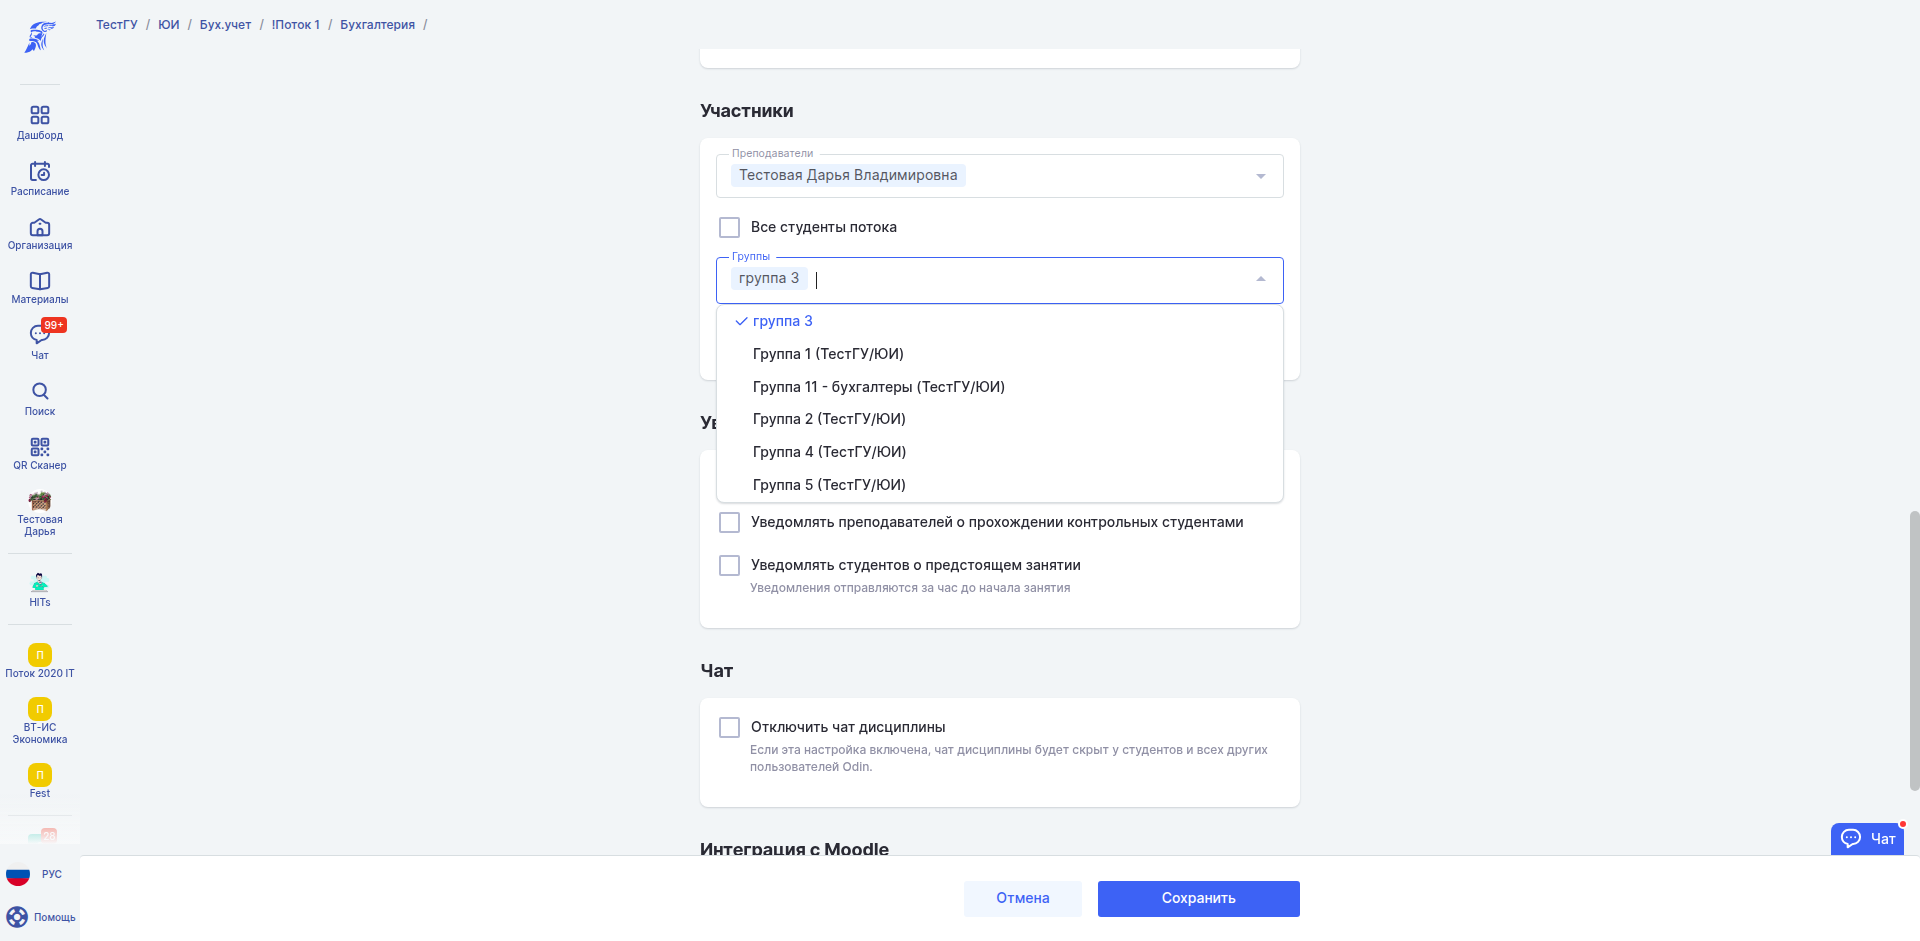 ТестГУ / ЮИ / Бух.учет / !Поток 1 / Бухгалтерия /
Дашборд
Расписание
Организация
Материалы
99+
Чат
Поиск
QR Сканер
Тестовая
Дарья
HITs
П
Поток 2020 IT
П
ВТ-ИС
Экономика
П
Fest
28
РУС
Помощь
Участники
Преподаватели
Тестовая Дарья Владимировна
Все студенты потока
Группы
группа 3
группа 3
Группа 1 (ТестГУ/ЮИ)
Группа 11 - бухгалтеры (ТестГУ/ЮИ)
Группа 2 (ТестГУ/ЮИ)
Группа 4 (ТестГУ/ЮИ)
Группа 5 (ТестГУ/ЮИ)
Уведомлять преподавателей о прохождении контрольных студентами
Уведомлять студентов о предстоящем занятии
Уведомления отправляются за час до начала занятия
Чат
Отключить чат дисциплины
Если эта настройка включена, чат дисциплины будет скрыт у студентов и всех других
пользователей Odin.
Интеграция с Moodle
Чат
Отмена
Сохранить